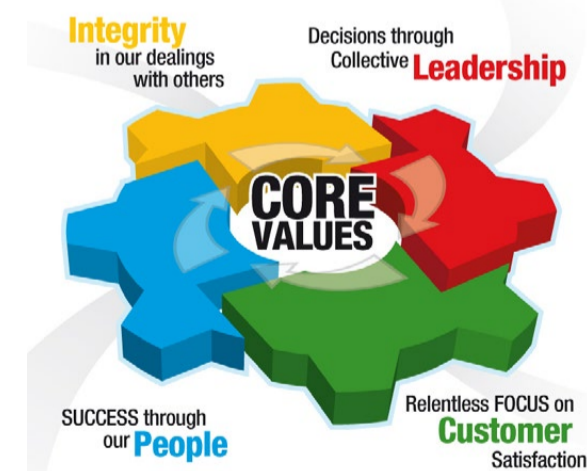 Integrity
in our dealings
with others
Decisions through
Collective Leadership
CORE
VALUES
SUCCESS through
our People
Relentless FOCUS on
Customer
Satisfaction